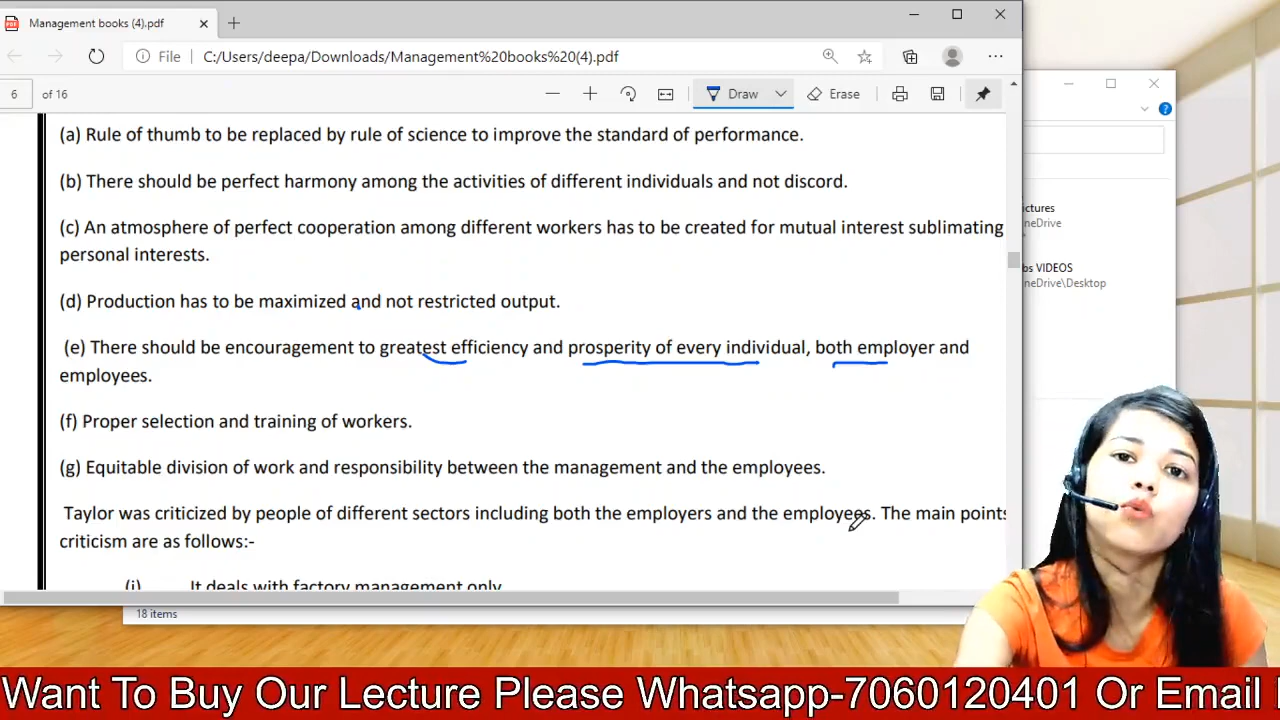 Management books (4).pdf
File C:/Users/deepa/Downloads/Management%20books%20(4).pdf
6 of 16
Draw
Erase
(a) Rule of thumb to be replaced by rule of science to improve the standard of performance.
(b) There should be perfect harmony among the activities of different individuals and not discord.
(c) An atmosphere of perfect cooperation among different workers has to be created for mutual interest sublimating
personal interests.
(d) Production has to be maximized and not restricted output.
(e) There should be encouragement to greatest efficiency and prosperity of every individual, both employer and
employees.
(f) Proper selection and training of workers.
(g) Equitable division of work and responsibility between the management and the employees.
Taylor was criticized by people of different sectors including both the employers and the employees. The main points
criticism are as follows:-
(i) It deals with factory management only
ictures
neDrive
bs VIDEOS
neDrive\Desktop
18 items
Want To Buy Our Lecture Please Whatsapp-7060120401 Or Email